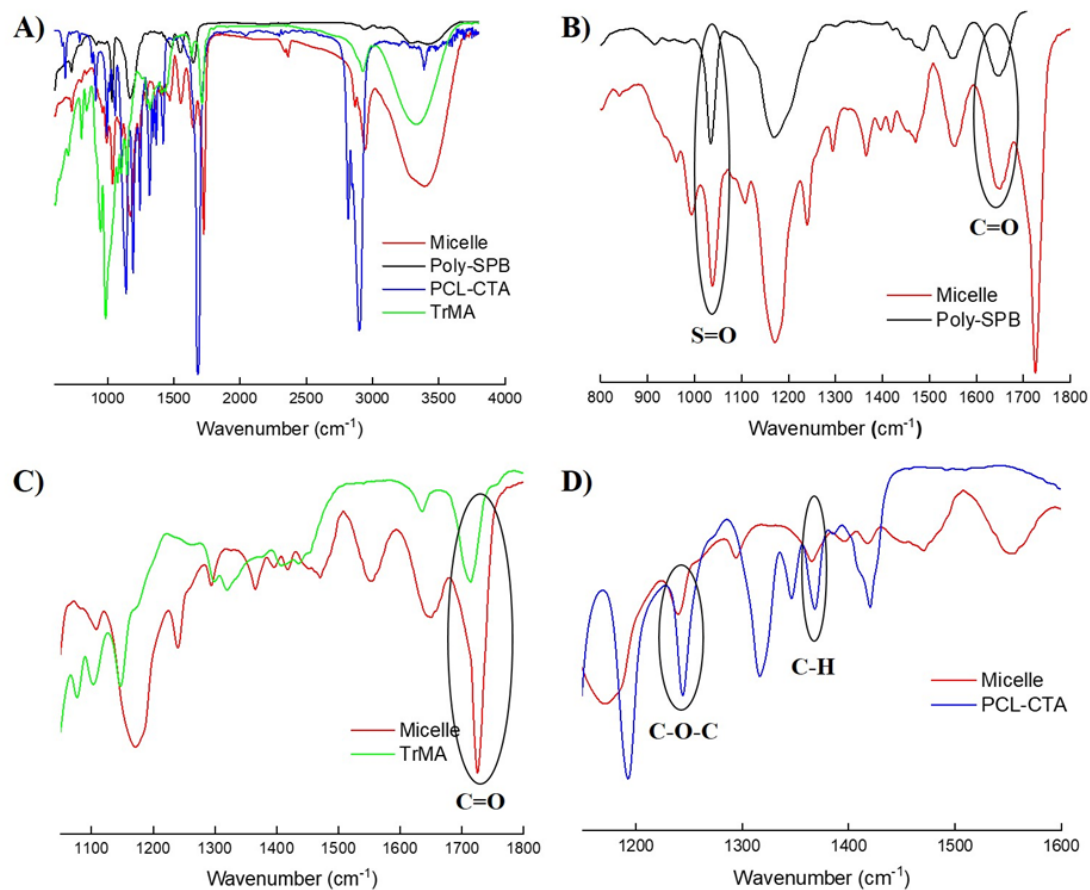 A)
Micelle
Poly-SPB
PCL-CTA
TrMA
1000 1500 2000 2500 3000 3500 4000
Wavenumber (cm⁻¹)
B)
S=O
C=O
Micelle
Poly-SPB
800 900 1000 1100 1200 1300 1400 1500 1600 1700 1800
Wavenumber (cm⁻¹)
C)
Micelle
TrMA
C=O
1100 1200 1300 1400 1500 1600 1700 1800
Wavenumber (cm⁻¹)
D)
C-H
C-O-C
Micelle
PCL-CTA
1200 1300 1400 1500 1600
Wavenumber (cm⁻¹)